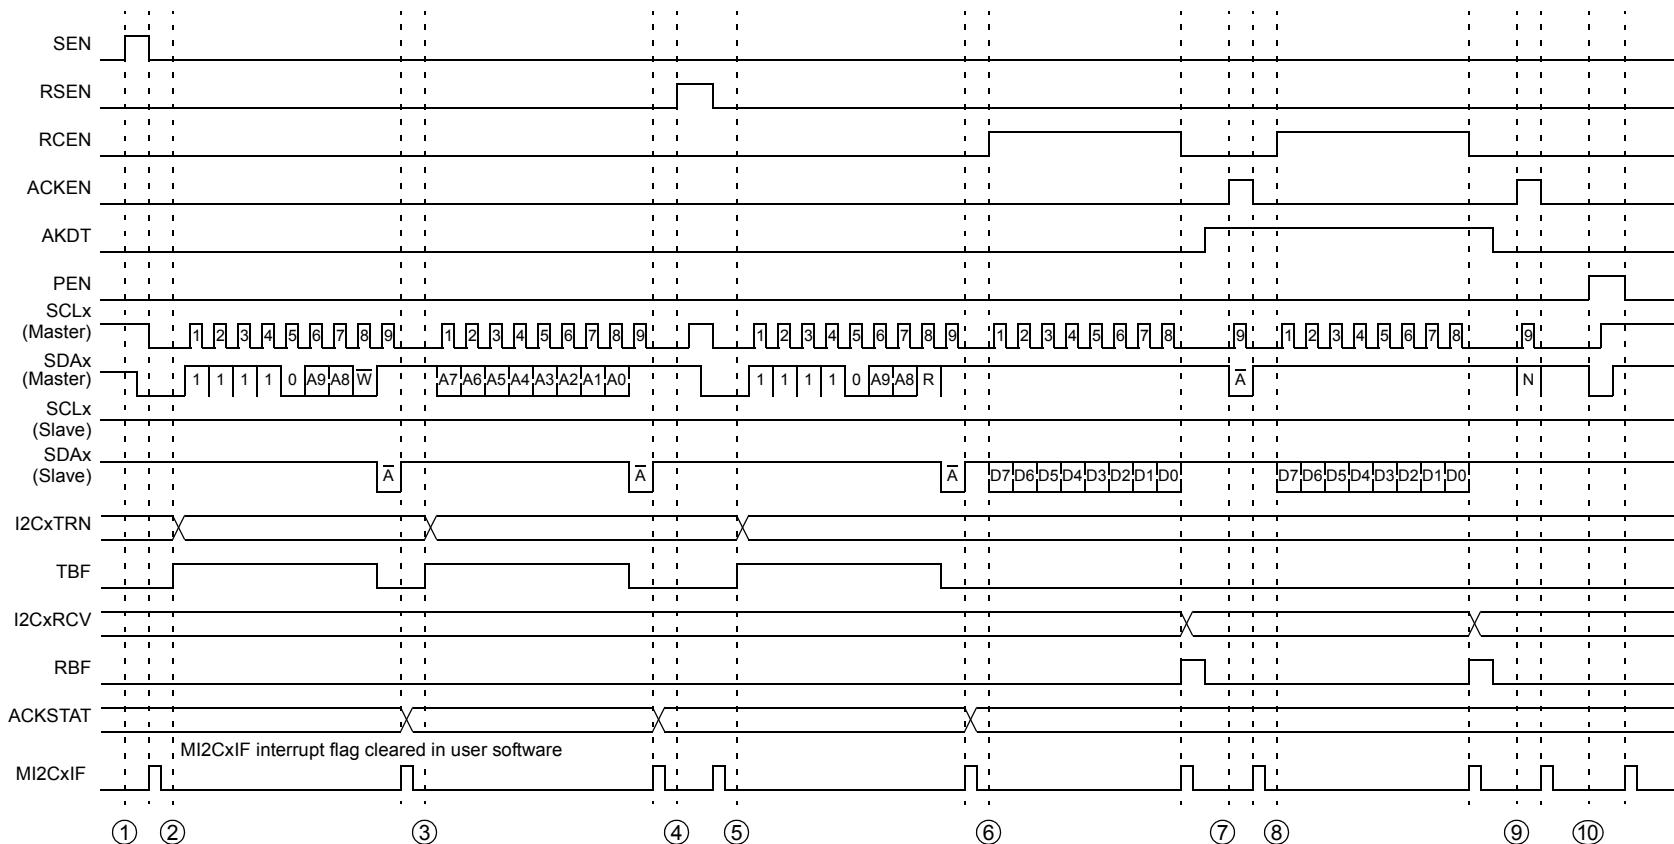 SEN
RSEN
RCEN
ACKEN
AKDT
PEN
SCLx
(Master)
1 2 3 4 5 6 7 8 9 1 2 3 4 5 6 7 8 9 1 2 3 4 5 6 7 8 9 1 2 3 4 5 6 7 8 9 1 2 3 4 5 6 7 8 9
SDAx
(Master)
1 1 1 1 0 A9 A8 W̅ A7 A6 A5 A4 A3 A2 A1 A0 1 1 1 1 0 A9 A8 R A̅ N
SCLx
(Slave)
SDAx
(Slave)
A̅ A̅ A̅ D7 D6 D5 D4 D3 D2 D1 D0 D7 D6 D5 D4 D3 D2 D1 D0
I2CxTRN
TBF
I2CxRCV
RBF
ACKSTAT
MI2CxIF interrupt flag cleared in user software
MI2CxIF
① ② ③ ④ ⑤ ⑥ ⑦ ⑧ ⑨ ⑩